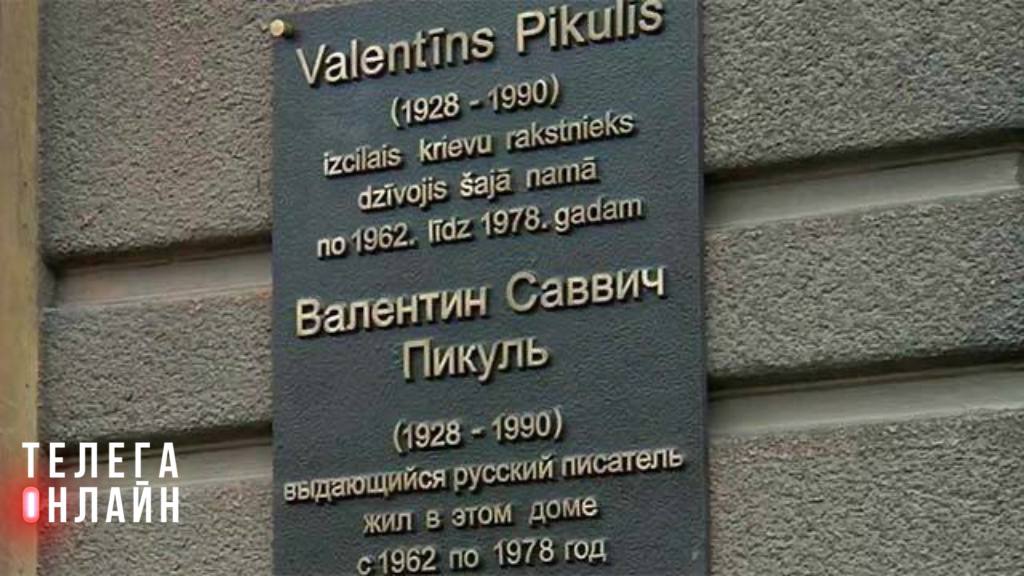 Valentīns Pikulis
(1928 - 1990)
izcilais krievu rakstnieks
dzīvojis šajā namā
no 1962. līdz 1978. gadam
Валентин Саввич
Пикуль
(1928 - 1990)
выдающийся русский писатель
жил в этом доме
с 1962 по 1978 год
ТЕЛЕГА
ОНЛАЙН